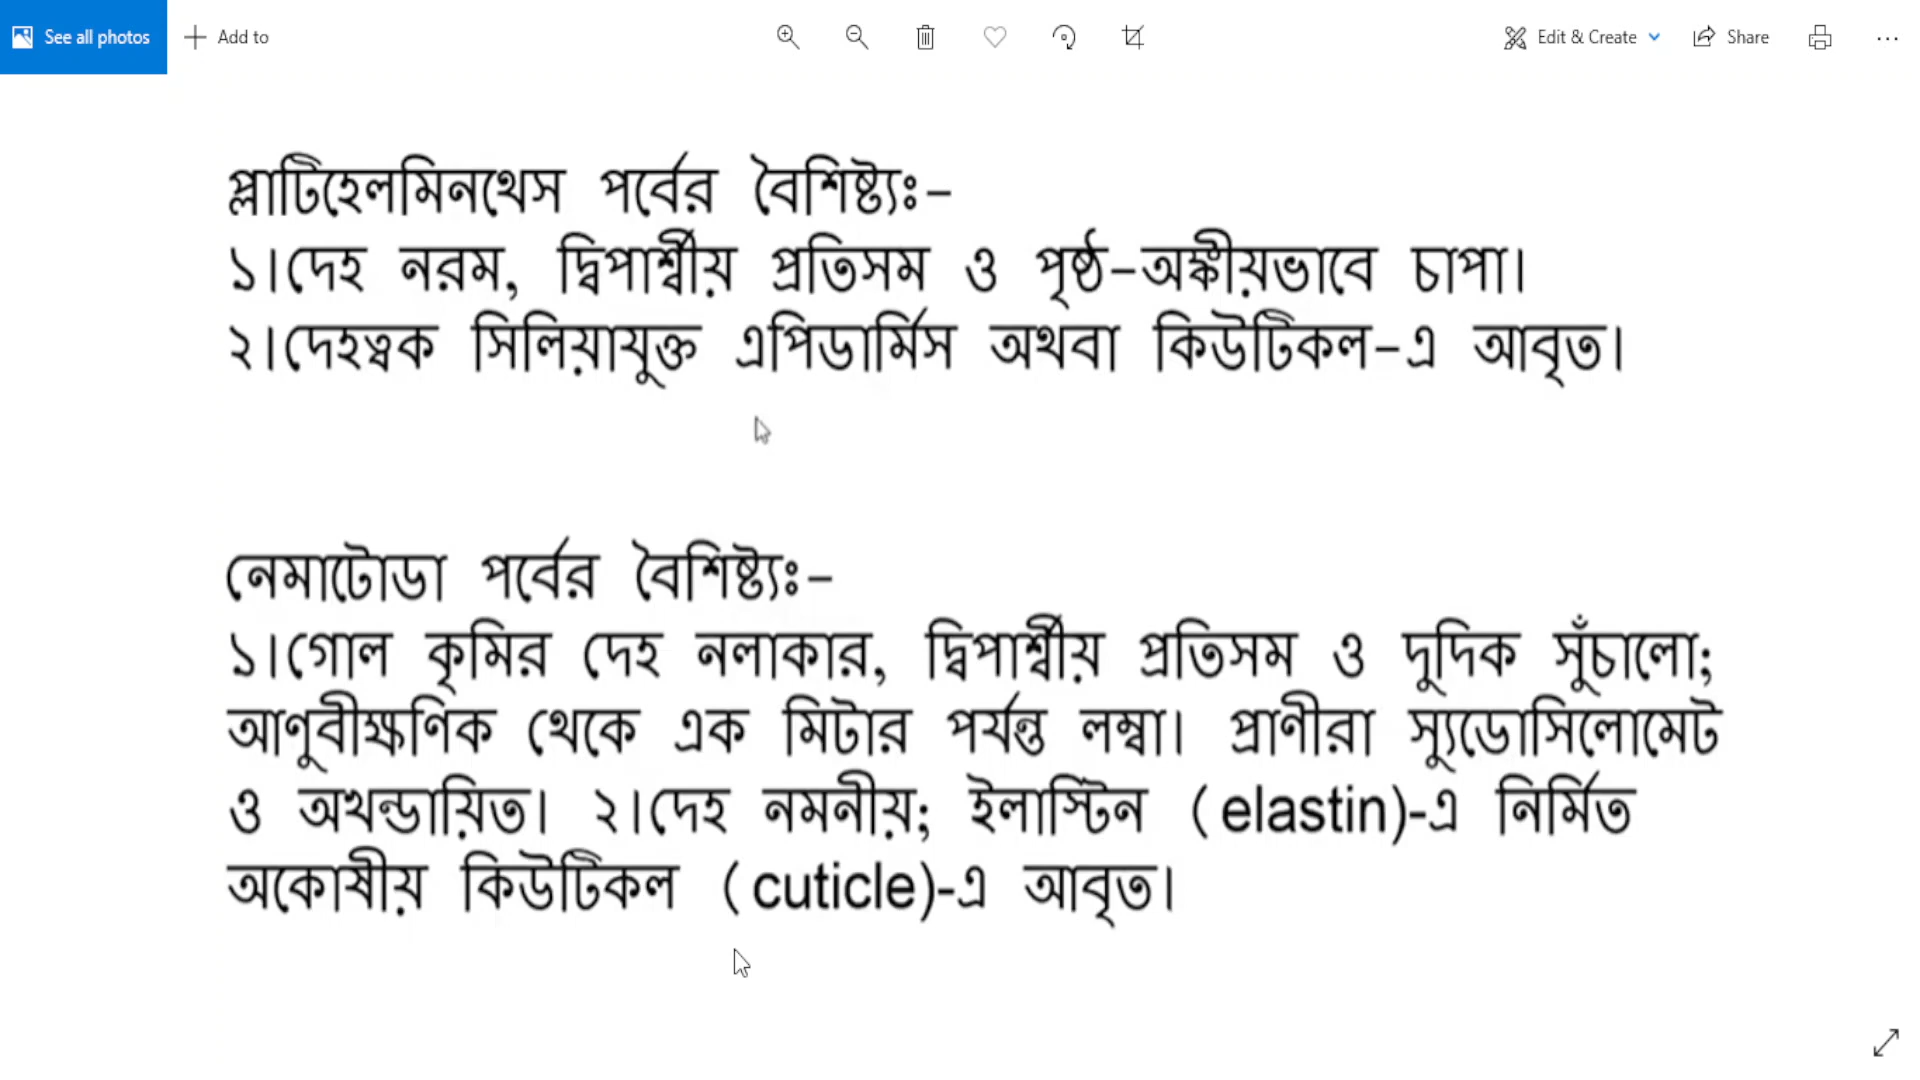 See all photos
Add to
Edit & Create
Share
প্লাটিহেলমিনথেস পর্বের বৈশিষ্ট্যঃ-
১।দেহ নরম, দ্বিপার্শ্বীয় প্রতিসম ও পৃষ্ঠ-অঙ্কীয়ভাবে চাপা।
২।দেহত্বক সিলিয়াযুক্ত এপিডার্মিস অথবা কিউটিকল-এ আবৃত।
নেমাটোডা পর্বের বৈশিষ্ট্যঃ-
১।গোল কৃমির দেহ নলাকার, দ্বিপার্শ্বীয় প্রতিসম ও দুদিক সুঁচালো;
আণুবীক্ষণিক থেকে এক মিটার পর্যন্ত লম্বা। প্রাণীরা স্যুডোসিলোমেট
ও অখন্ডায়িত। ২।দেহ নমনীয়; ইলাস্টিন (elastin)-এ নির্মিত
অকোষীয় কিউটিকল (cuticle)-এ আবৃত।